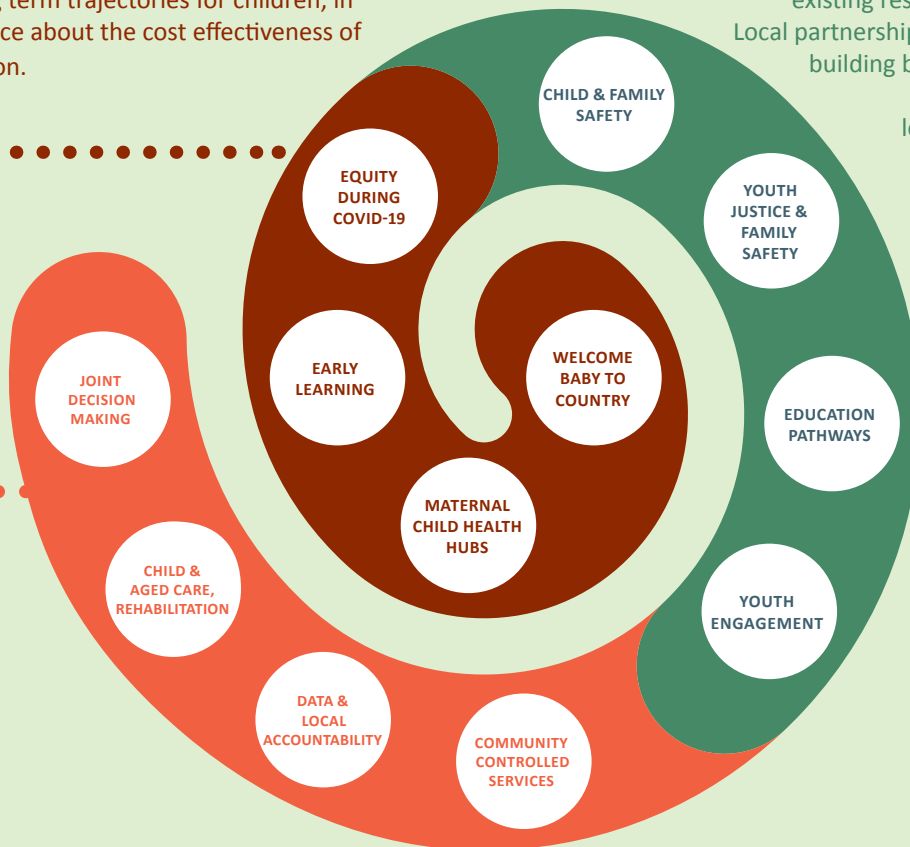 term trajectories for children, in
ce about the cost effectiveness of
on.
existing res
Local partnership
building b
lo
CHILD & FAMILY
SAFETY
EQUITY
DURING
COVID-19
YOUTH
JUSTICE &
FAMILY
SAFETY
EARLY
LEARNING
WELCOME
BABY TO
COUNTRY
JOINT
DECISION
MAKING
EDUCATION
PATHWAYS
MATERNAL
CHILD HEALTH
HUBS
CHILD &
AGED CARE,
REHABILITATION
YOUTH
ENGAGEMENT
DATA &
LOCAL
ACCOUNTABILITY
COMMUNITY
CONTROLLED
SERVICES